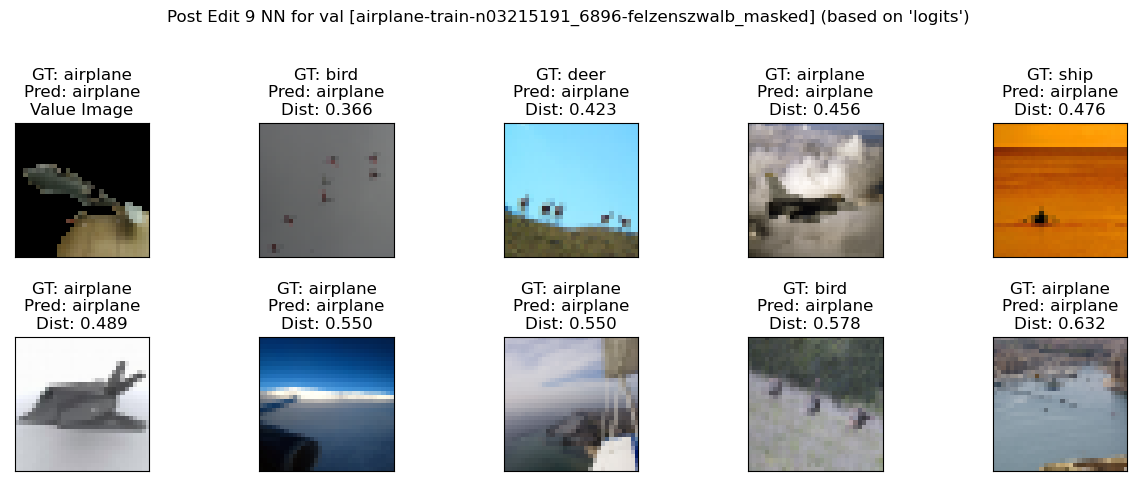 Post Edit 9 NN for val [airplane-train-n03215191_6896-felzenszwalb_masked] (based on 'logits')
GT: airplane
Pred: airplane
Value Image
GT: bird
Pred: airplane
Dist: 0.366
GT: deer
Pred: airplane
Dist: 0.423
GT: airplane
Pred: airplane
Dist: 0.456
GT: ship
Pred: airplane
Dist: 0.476
GT: airplane
Pred: airplane
Dist: 0.489
GT: airplane
Pred: airplane
Dist: 0.550
GT: airplane
Pred: airplane
Dist: 0.550
GT: bird
Pred: airplane
Dist: 0.578
GT: airplane
Pred: airplane
Dist: 0.632